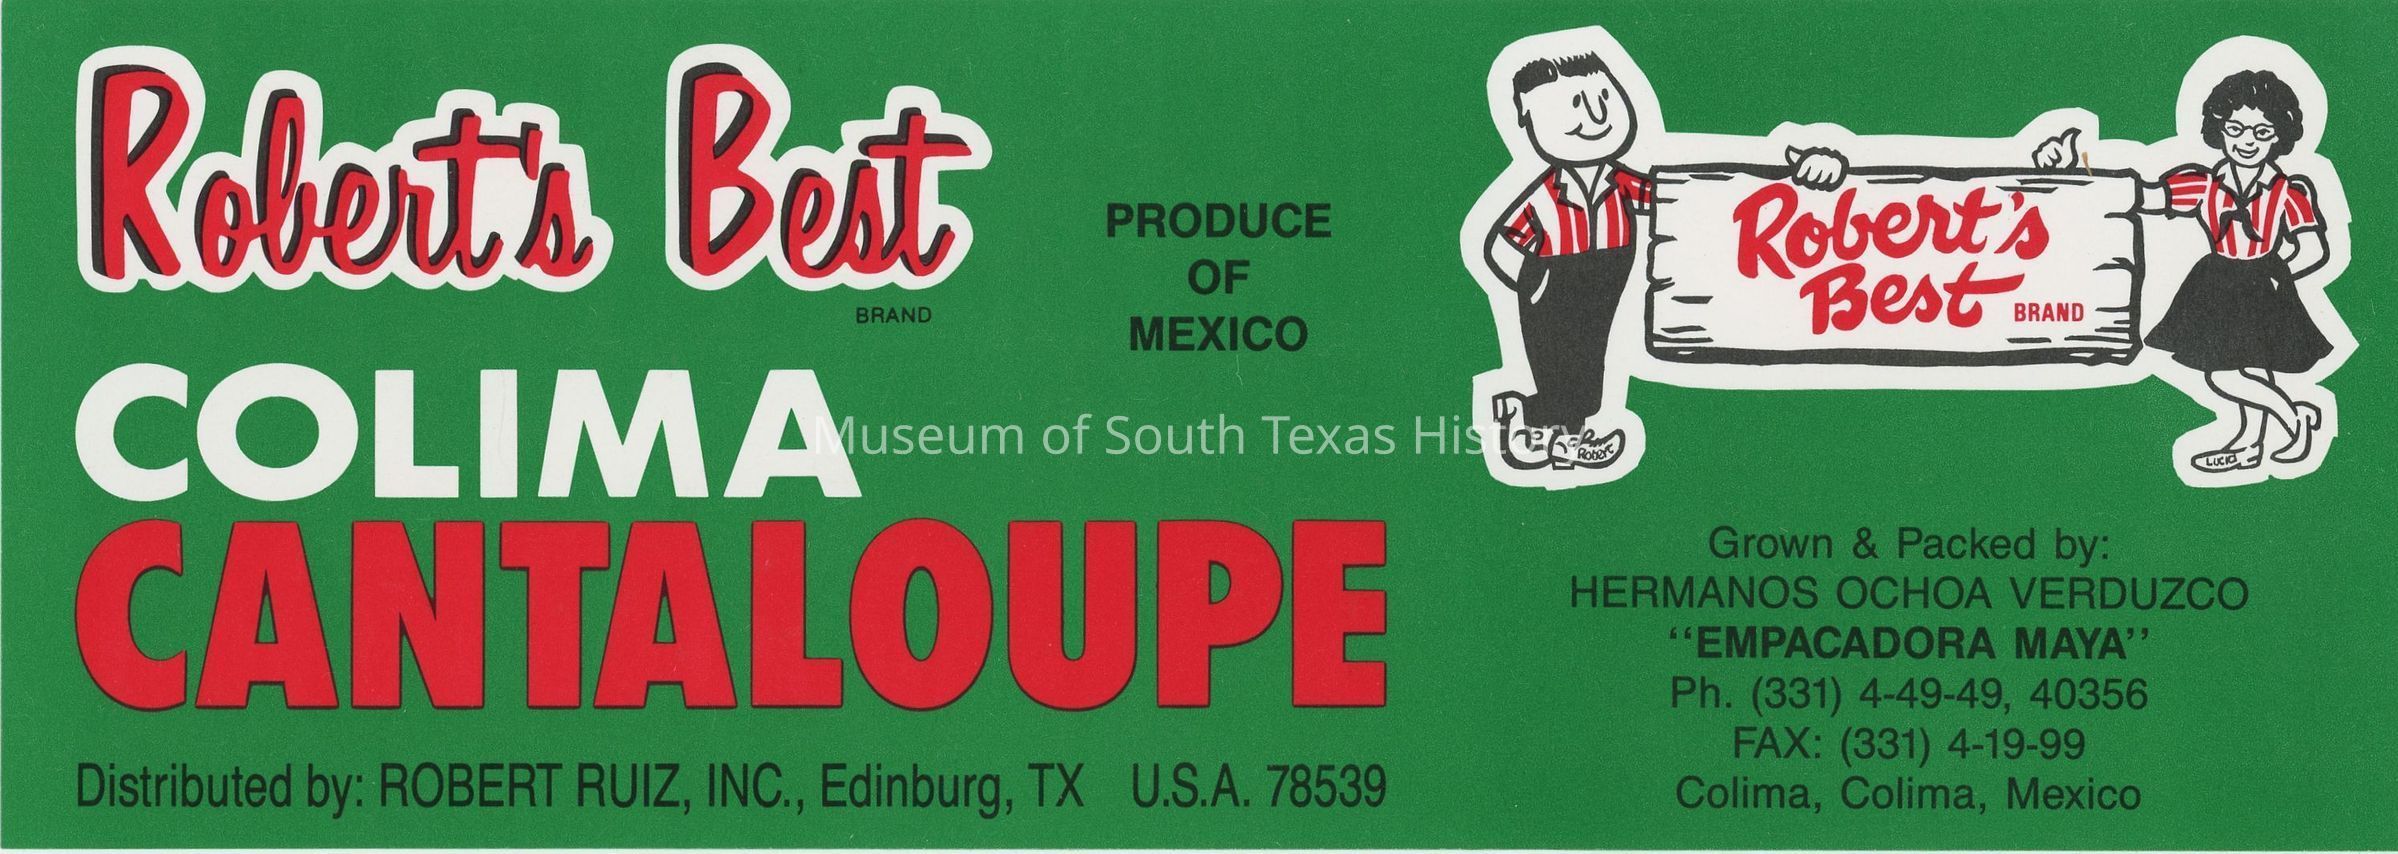 Robert's Best
BRAND
PRODUCE
OF
MEXICO
Robert's
Best BRAND
Robert
Lucia
COLIMA
CANTALOUPE
Museum of South Texas History
Distributed by: ROBERT RUIZ, INC., Edinburg, TX U.S.A. 78539
Grown & Packed by:
HERMANOS OCHOA VERDUZCO
"EMPACADORA MAYA"
Ph. (331) 4-49-49, 40356
FAX: (331) 4-19-99
Colima, Colima, Mexico